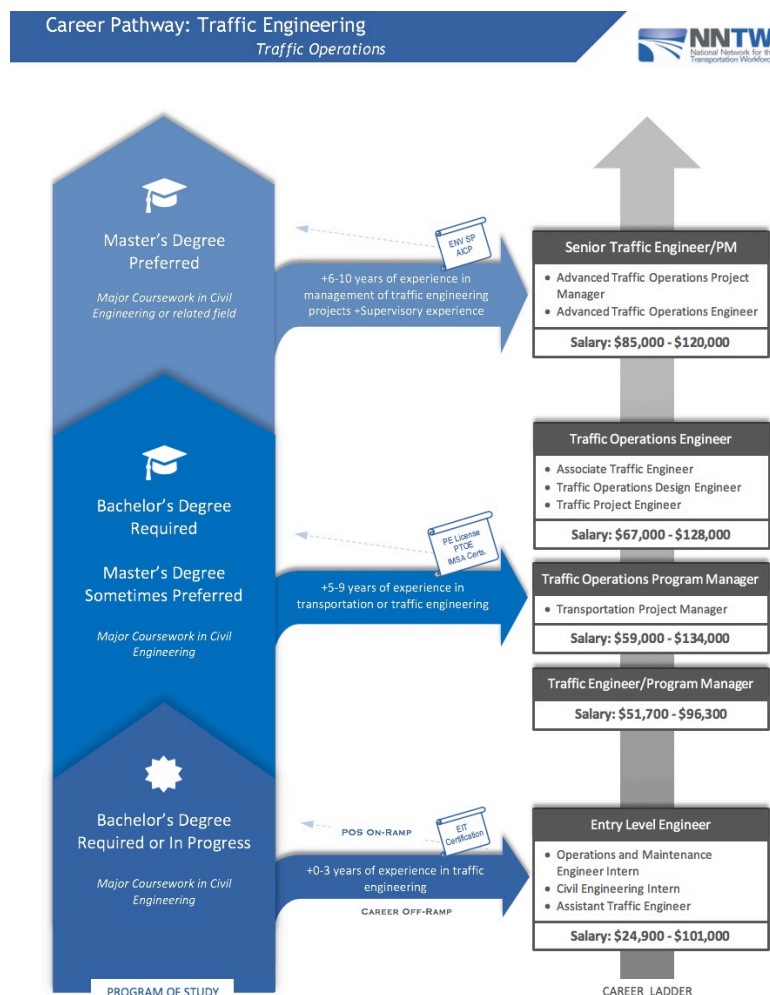 Career Pathway: Traffic Engineering
Traffic Operations
NNTW
National Network for the
Transportation Workforc
Master's Degree
Preferred
Major Coursework in Civil
Engineering or related field
ENV SP
AICP
+6-10 years of experience in
management of traffic engineering
projects +Supervisory experience
Senior Traffic Engineer/PM
• Advanced Traffic Operations Project
Manager
• Advanced Traffic Operations Engineer
Salary: $85,000 - $120,000
Bachelor's Degree
Required
Master's Degree
Sometimes Preferred
Major Coursework in Civil
Engineering
PE License
PTOE
IMSA Certs.
+5-9 years of experience in
transportation or traffic engineering
Traffic Operations Engineer
• Associate Traffic Engineer
• Traffic Operations Design Engineer
• Traffic Project Engineer
Salary: $67,000 - $128,000
Traffic Operations Program Manager
• Transportation Project Manager
Salary: $59,000 - $134,000
Traffic Engineer/Program Manager
Salary: $51,700 - $96,300
Bachelor's Degree
Required or In Progress
Major Coursework in Civil
Engineering
POS ON-RAMP
EIT
Certification
+0-3 years of experience in traffic
engineering
CAREER OFF-RAMP
Entry Level Engineer
• Operations and Maintenance
Engineer Intern
• Civil Engineering Intern
• Assistant Traffic Engineer
Salary: $24,900 - $101,000
PROGRAM OF STUDY
CAREER LADDER